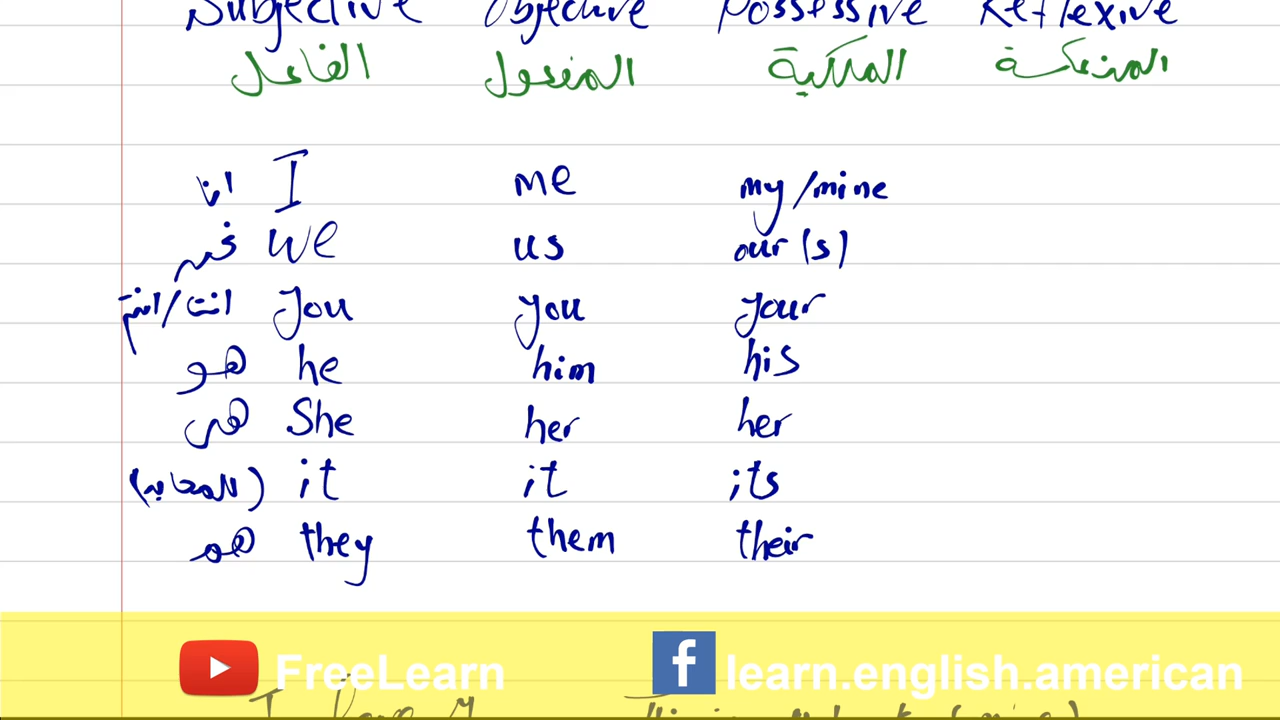 Subjective Objective Possessive Reflexive
الفاعل المفعول الملكية المنعكسة
انا I me my/mine
نحن we us our(s)
انت/انتم you you your
هو he him his
هي She her her
(للمحايد) it it its
هم they them their
FreeLearn learn.english.american
I have